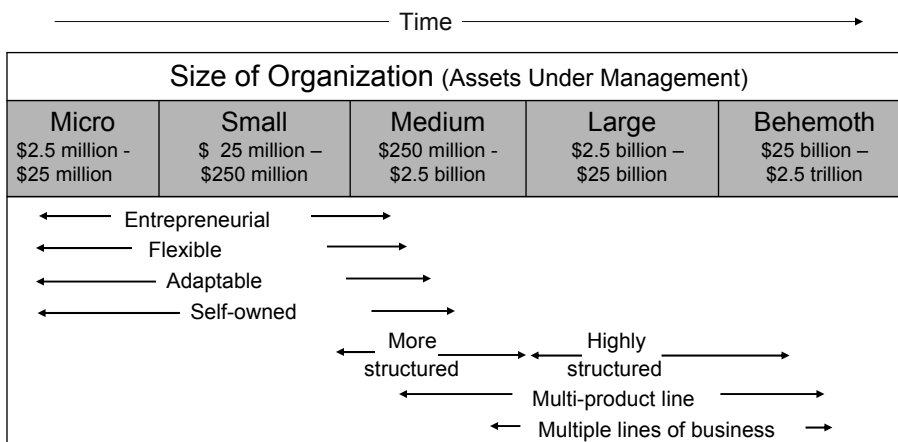 Time
Size of Organization (Assets Under Management)
Micro
$2.5 million -
$25 million
Small
$ 25 million –
$250 million
Medium
$250 million -
$2.5 billion
Large
$2.5 billion –
$25 billion
Behemoth
$25 billion –
$2.5 trillion
Entrepreneurial
Flexible
Adaptable
Self-owned
More
structured
Highly
structured
Multi-product line
Multiple lines of business